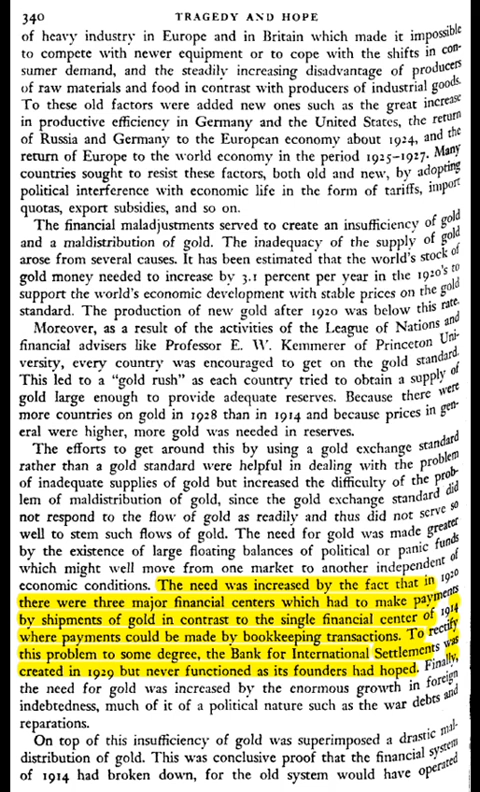 340 TRAGEDY AND HOPE
of heavy industry in Europe and in Britain which made it impossible
to compete with newer equipment or to cope with the shifts in con-
sumer demand, and the steadily increasing disadvantage of producers
of raw materials and food in contrast with producers of industrial goods.
To these old factors were added new ones such as the great increase
in productive efficiency in Germany and the United States, the return
of Russia and Germany to the European economy about 1924, and the
return of Europe to the world economy in the period 1925-1927. Many
countries sought to resist these factors, both old and new, by adopting
political interference with economic life in the form of tariffs, import
quotas, export subsidies, and so on.
The financial maladjustments served to create an insufficiency of gold
and a maldistribution of gold. The inadequacy of the supply of gold
arose from several causes. It has been estimated that the world's stock of
gold money needed to increase by 3.1 percent per year in the 1920's to
support the world's economic development with stable prices on the gold
standard. The production of new gold after 1920 was below this rate.
Moreover, as a result of the activities of the League of Nations and
financial advisers like Professor E. W. Kemmerer of Princeton Uni-
versity, every country was encouraged to get on the gold standard.
This led to a "gold rush" as each country tried to obtain a supply of
gold large enough to provide adequate reserves. Because there were
more countries on gold in 1928 than in 1914 and because prices in gen-
eral were higher, more gold was needed in reserves.
The efforts to get around this by using a gold exchange standard
rather than a gold standard were helpful in dealing with the problem
of inadequate supplies of gold but increased the difficulty of the prob-
lem of maldistribution of gold, since the gold exchange standard did
not respond to the flow of gold as readily and thus did not serve so
well to stem such flows of gold. The need for gold was made greater
by the existence of large floating balances of political or panic funds
which might well move from one market to another independent of
economic conditions. The need was increased by the fact that in 1920
there were three major financial centers which had to make payments
by shipments of gold in contrast to the single financial center of 1914
where payments could be made by bookkeeping transactions. To rectify
this problem to some degree, the Bank for International Settlements was
created in 1929 but never functioned as its founders had hoped. Finally,
the need for gold was increased by the enormous growth in foreign
indebtedness, much of it of a political nature such as the war debts and
reparations.
On top of this insufficiency of gold was superimposed a drastic mal-
distribution of gold. This was conclusive proof that the financial system
of 1914 had broken down, for the old system would have operated